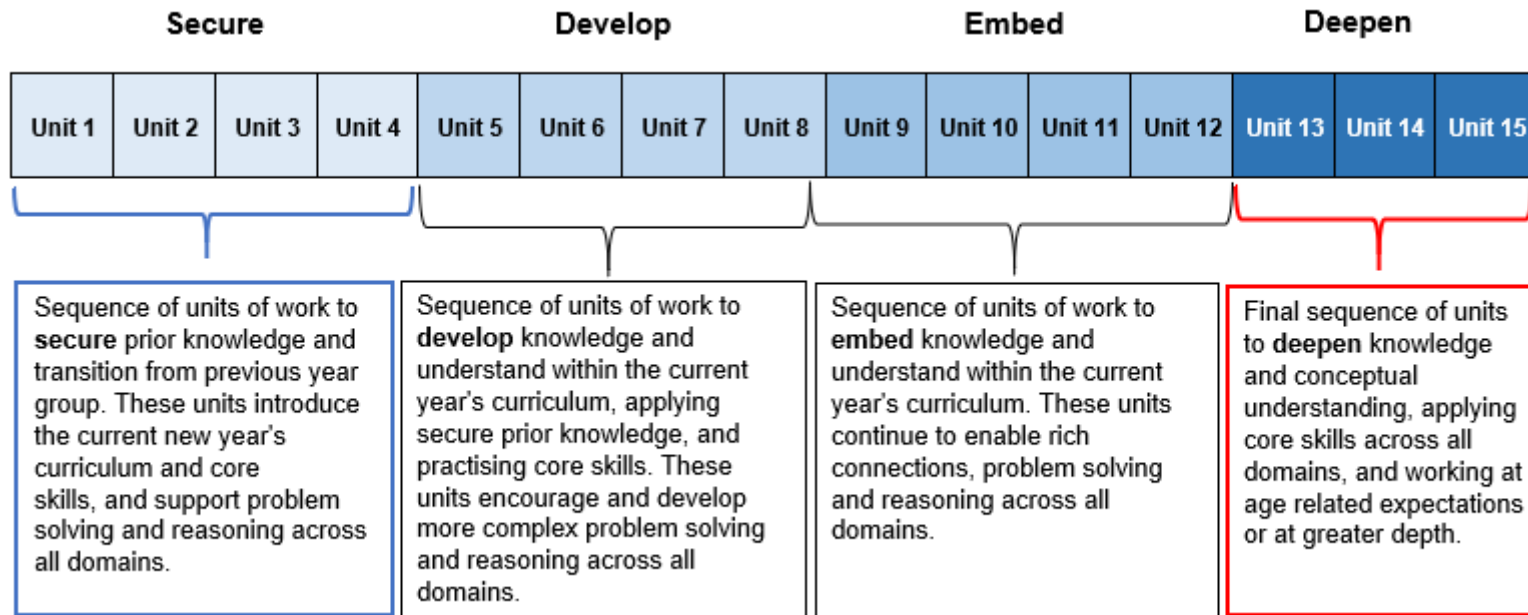 Secure Develop Embed Deepen
Unit 1 Unit 2 Unit 3 Unit 4 Unit 5 Unit 6 Unit 7 Unit 8 Unit 9 Unit 10 Unit 11 Unit 12 Unit 13 Unit 14 Unit 15
Sequence of units of work to
secure prior knowledge and
transition from previous year
group. These units introduce
the current new year's
curriculum and core
skills, and support problem
solving and reasoning across
all domains.
Sequence of units of work to
develop knowledge and
understand within the current
year's curriculum, applying
secure prior knowledge, and
practising core skills. These
units encourage and develop
more complex problem solving
and reasoning across all
domains.
Sequence of units of work to
embed knowledge and
understand within the current
year's curriculum. These units
continue to enable rich
connections, problem solving
and reasoning across all
domains.
Final sequence of units
to deepen knowledge
and conceptual
understanding, applying
core skills across all
domains, and working at
age related expectations
or at greater depth.